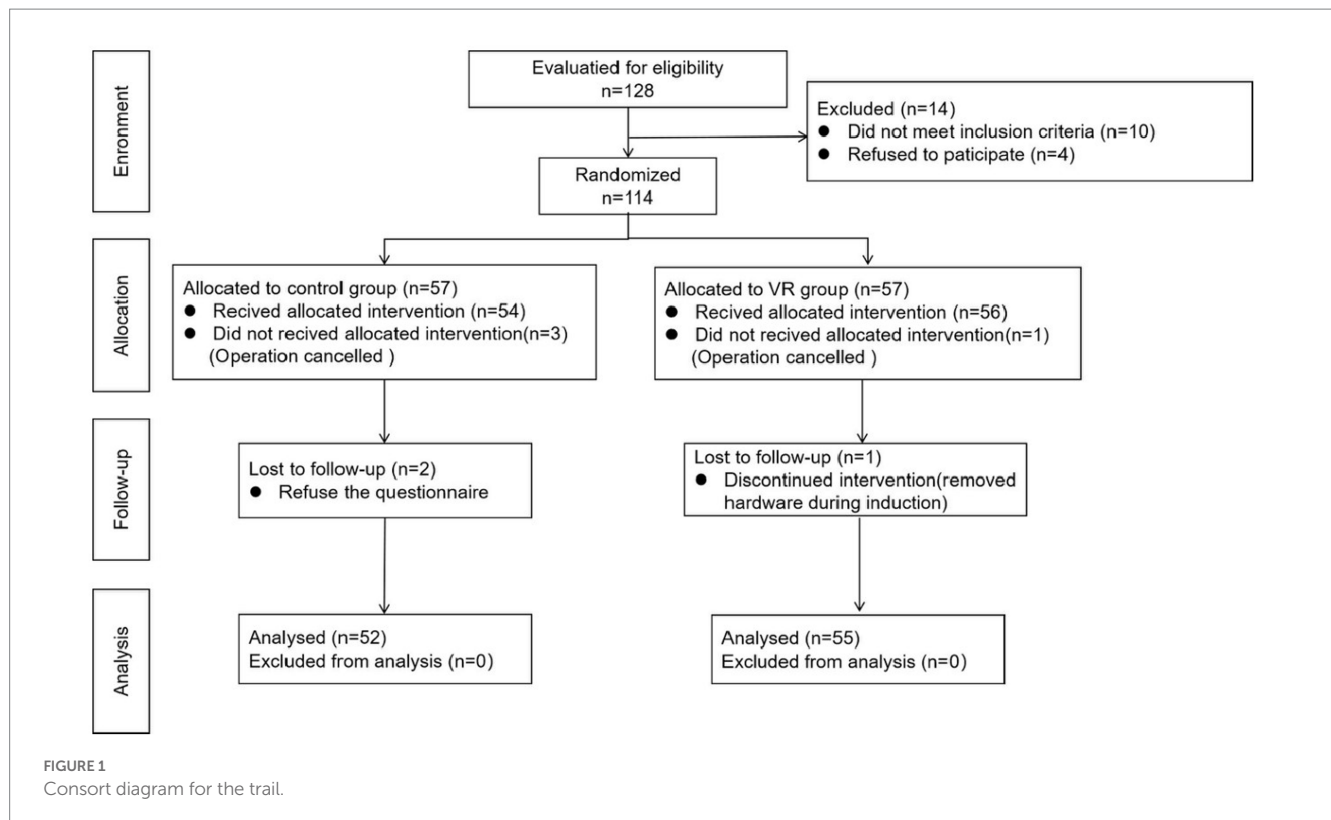 Enronment
Evaluatied for eligibility
n=128
Excluded (n=14)
● Did not meet inclusion criteria (n=10)
● Refused to paticipate (n=4)
Randomized
n=114
Allocation
Allocated to control group (n=57)
● Recived allocated intervention (n=54)
● Did not recived allocated intervention(n=3)
(Operation cancelled )
Allocated to VR group (n=57)
● Recived allocated intervention (n=56)
● Did not recived allocated intervention(n=1)
(Operation cancelled )
Follow-up
Lost to follow-up (n=2)
● Refuse the questionnaire
Lost to follow-up (n=1)
● Discontinued intervention(removed
hardware during induction)
Analysis
Analysed (n=52)
Excluded from analysis (n=0)
Analysed (n=55)
Excluded from analysis (n=0)
FIGURE 1
Consort diagram for the trail.